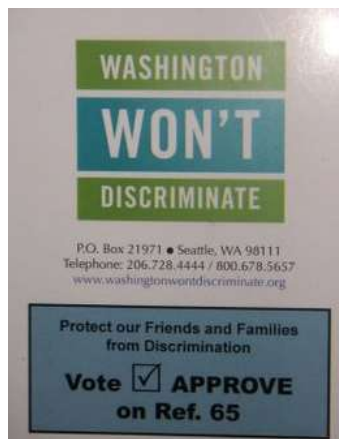 WASHINGTON
WON'T
DISCRIMINATE
P.O. Box 21971 ● Seattle, WA 98111
Telephone: 206.728.4444 / 800.678.5657
www.washingtonwontdiscriminate.org
Protect our Friends and Families
from Discrimination
Vote ☑ APPROVE
on Ref. 65